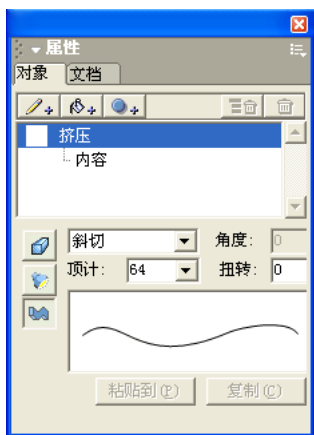 属性
对象 文档
挤压
内容
斜切 角度: 0
顶计: 64 扭转: 0
粘贴到(P) 复制(C)